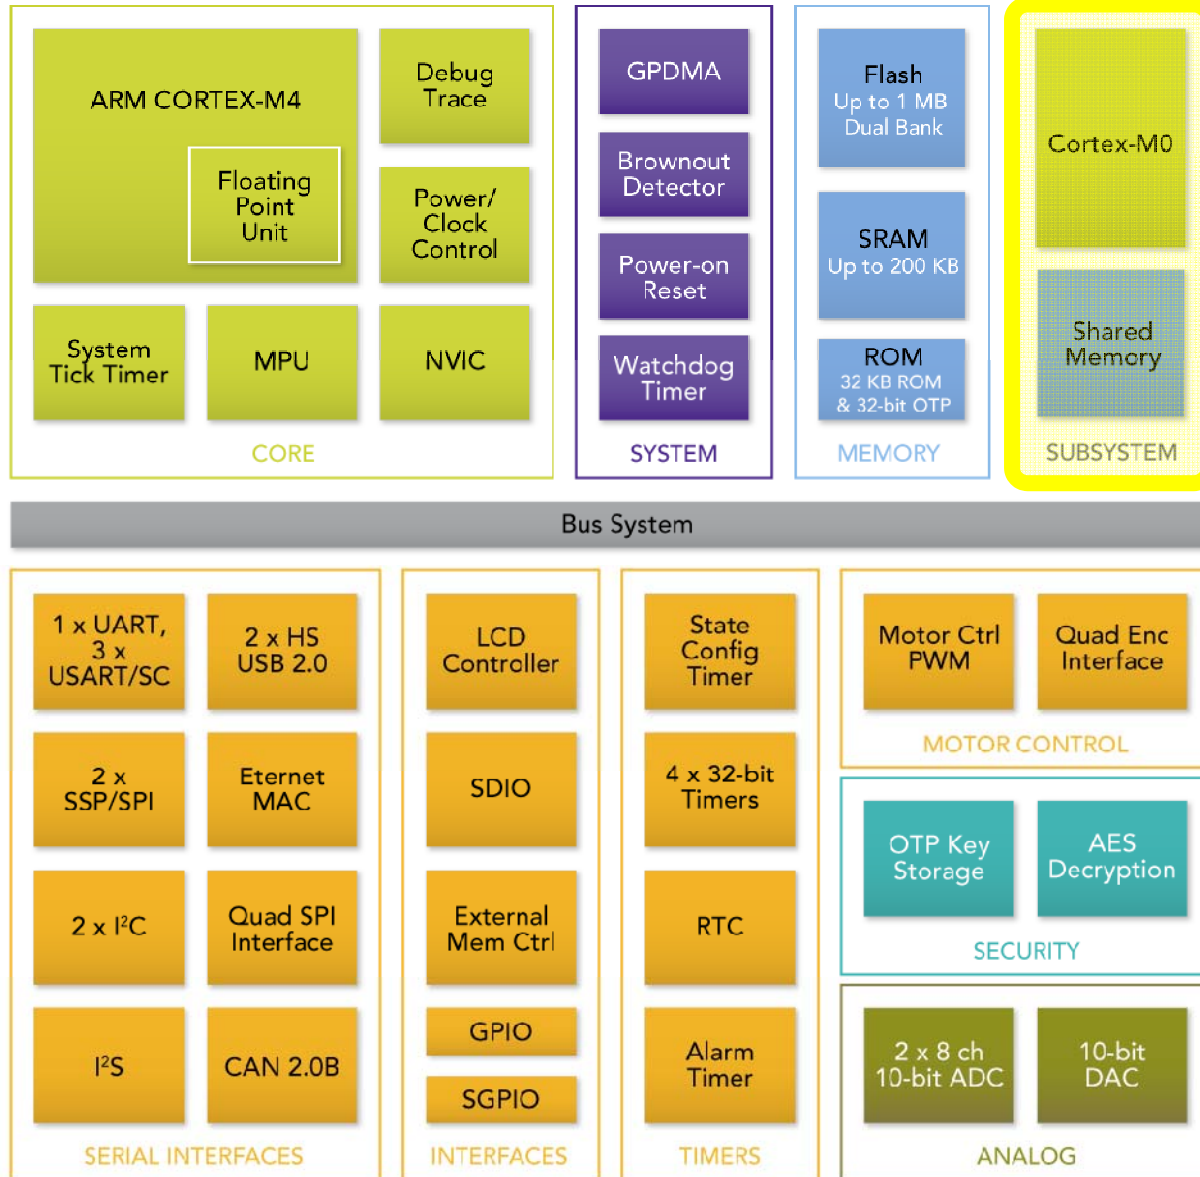 ARM CORTEX-M4
Floating
Point
Unit
Debug
Trace
Power/
Clock
Control
System
Tick Timer
MPU
NVIC
CORE
GPDMA
Brownout
Detector
Power-on
Reset
Watchdog
Timer
SYSTEM
Flash
Up to 1 MB
Dual Bank
SRAM
Up to 200 KB
ROM
32 KB ROM
& 32-bit OTP
MEMORY
Cortex-M0
Shared
Memory
SUBSYSTEM
Bus System
1 x UART,
3 x
USART/SC
2 x HS
USB 2.0
2 x
SSP/SPI
Eternet
MAC
2 x I²C
Quad SPI
Interface
I²S
CAN 2.0B
SERIAL INTERFACES
LCD
Controller
SDIO
External
Mem Ctrl
GPIO
SGPIO
INTERFACES
State
Config
Timer
4 x 32-bit
Timers
RTC
Alarm
Timer
TIMERS
Motor Ctrl
PWM
Quad Enc
Interface
MOTOR CONTROL
OTP Key
Storage
AES
Decryption
SECURITY
2 x 8 ch
10-bit ADC
10-bit
DAC
ANALOG